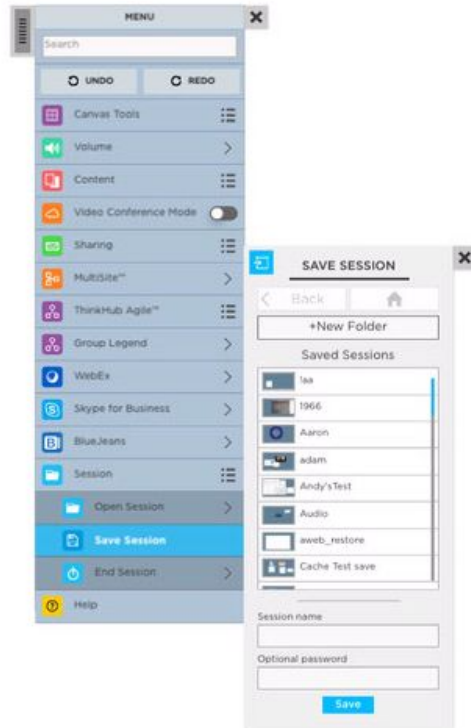 MENU
Search
UNDO
REDO
Canvas Tools
Volume
Content
Video Conference Mode
Sharing
MultiSite™
ThinkHub Agile™
Group Legend
WebEx
Skype for Business
BlueJeans
Session
Open Session
Save Session
End Session
Help
SAVE SESSION
Back
+New Folder
Saved Sessions
!aa
1966
Aaron
adam
Andy'sTest
Audio
aweb_restore
Cache Test save
Session name
Optional password
Save